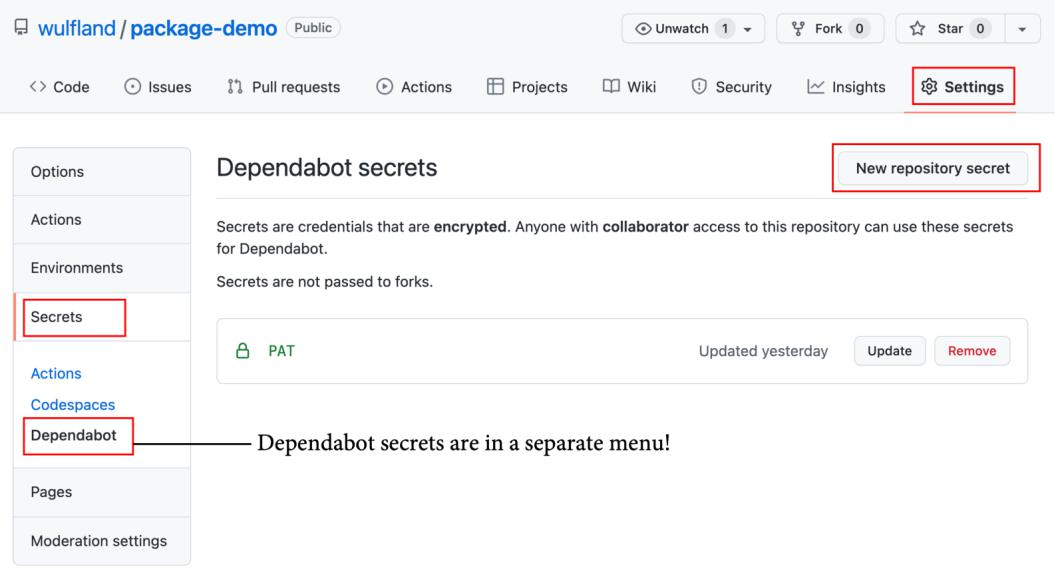 wulfland / package-demo Public Unwatch 1 Fork 0 Star 0
Code Issues Pull requests Actions Projects Wiki Security Insights Settings
Options
Actions
Environments
Secrets
Actions
Codespaces
Dependabot
Pages
Moderation settings
Dependabot secrets New repository secret
Secrets are credentials that are encrypted. Anyone with collaborator access to this repository can use these secrets
for Dependabot.
Secrets are not passed to forks.
PAT Updated yesterday Update Remove
Dependabot secrets are in a separate menu!